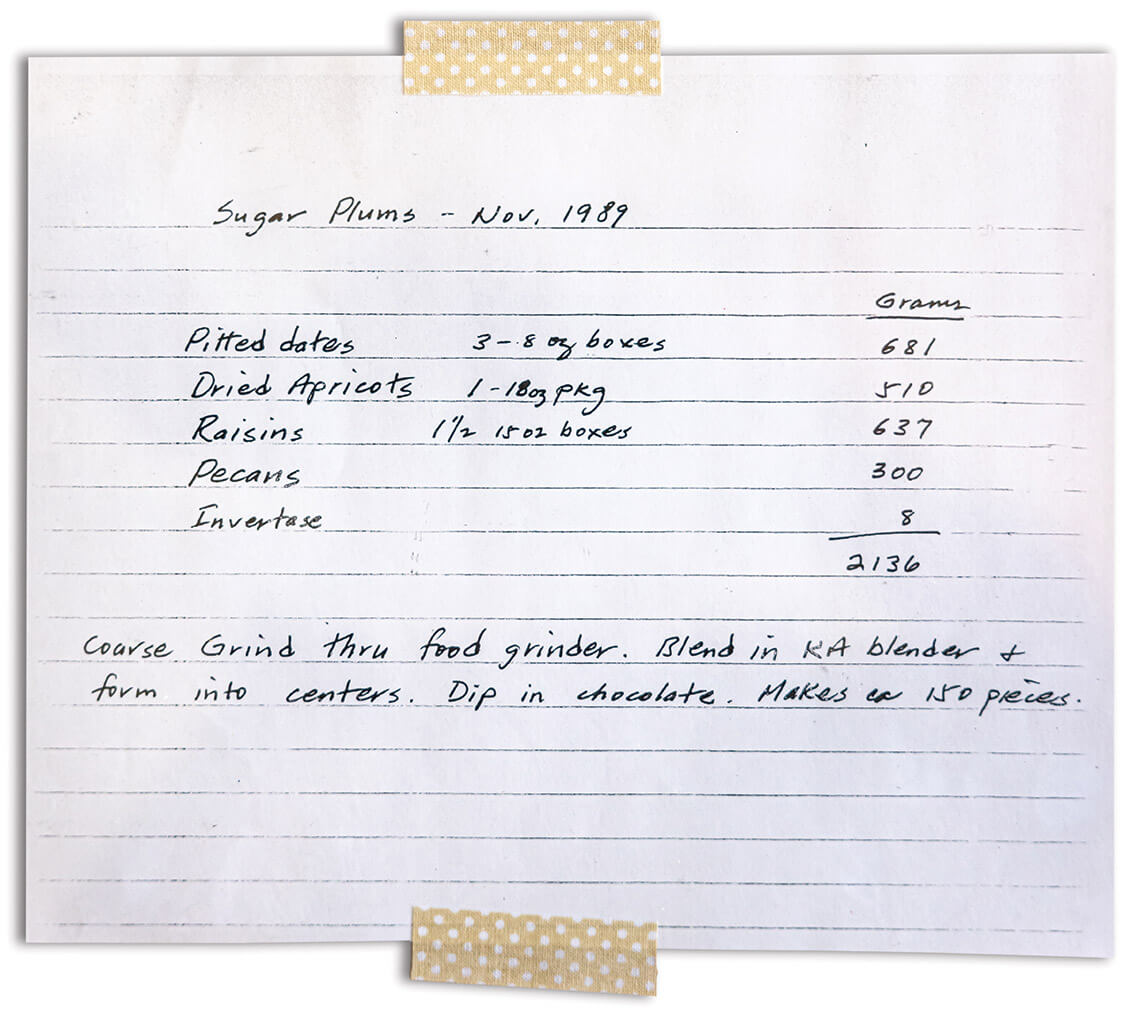 Sugar Plums - Nov. 1989
Grams
Pitted dates 3 - 8 oz boxes 681
Dried Apricots 1 - 18oz pkg 510
Raisins 1 1/2 15 oz boxes 637
Pecans 300
Invertase 8
2136
Coarse Grind thru food grinder. Blend in KA blender &
form into centers. Dip in chocolate. Makes ca 150 pieces.